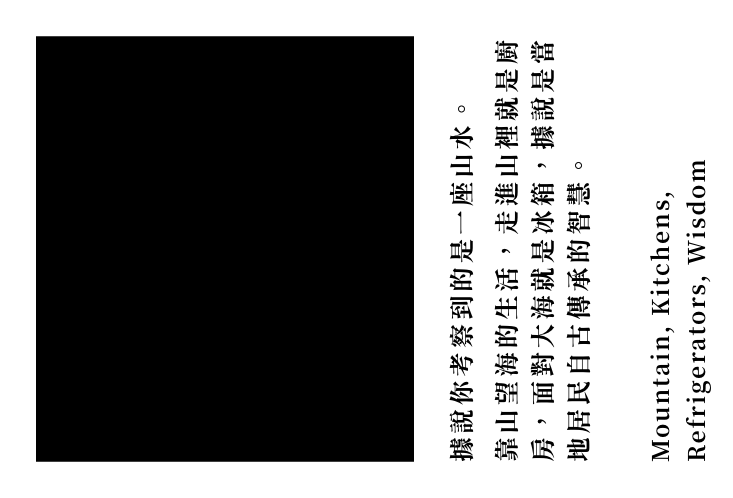 據說你考察到的是一座山水。
靠山望海的生活，走進山裡就是廚
房，面對大海就是冰箱，據說是當
地居民自古傳承的智慧。
Mountain, Kitchens,
Refrigerators, Wisdom